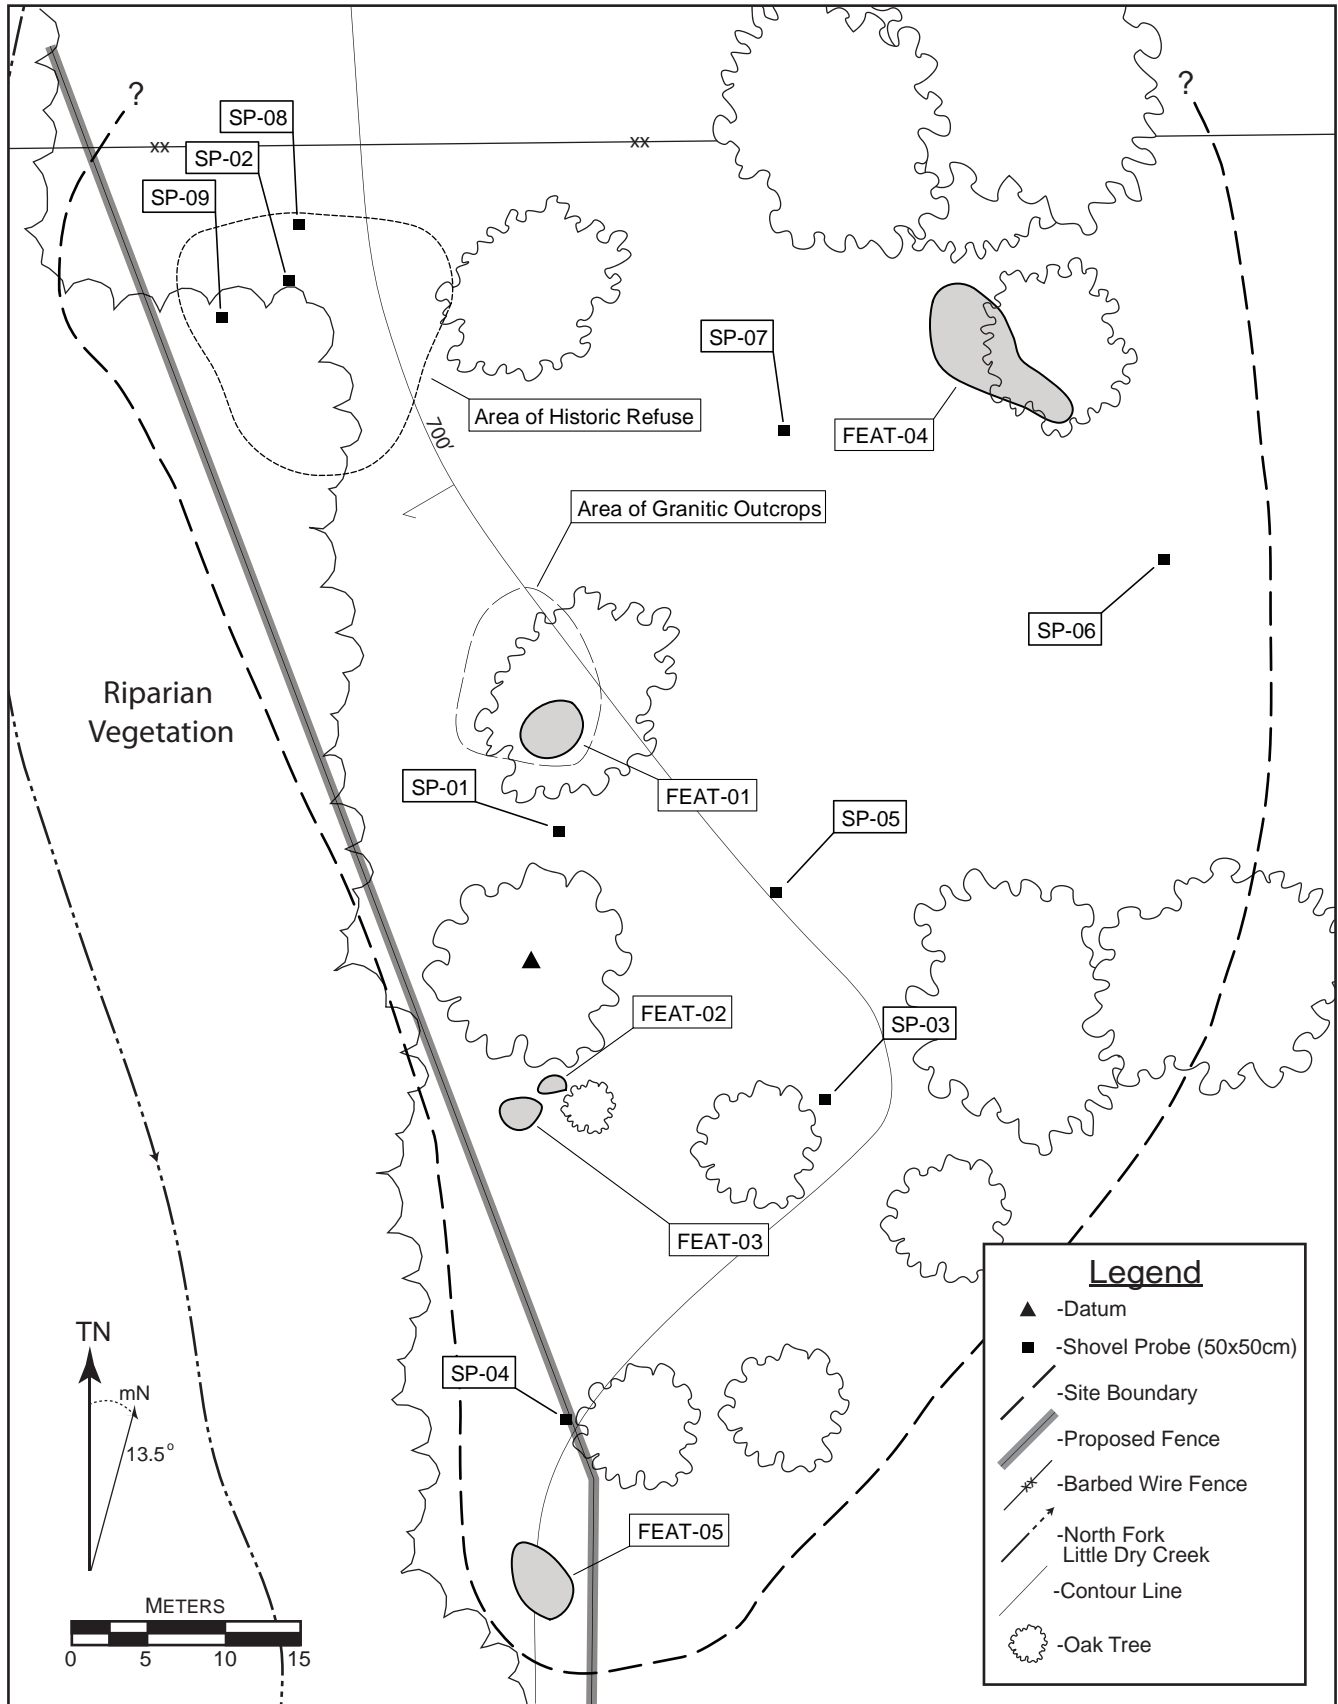 ?
?
SP-08
xx
xx
SP-02
SP-09
SP-07
Area of Historic Refuse
700'
FEAT-04
Area of Granitic Outcrops
SP-06
Riparian
Vegetation
SP-01
FEAT-01
SP-05
FEAT-02
SP-03
FEAT-03
SP-04
FEAT-05
TN
mN
13.5°
METERS
0 5 10 15
Legend
-Datum
-Shovel Probe (50x50cm)
-Site Boundary
-Proposed Fence
xx
-Barbed Wire Fence
-North Fork
Little Dry Creek
-Contour Line
-Oak Tree